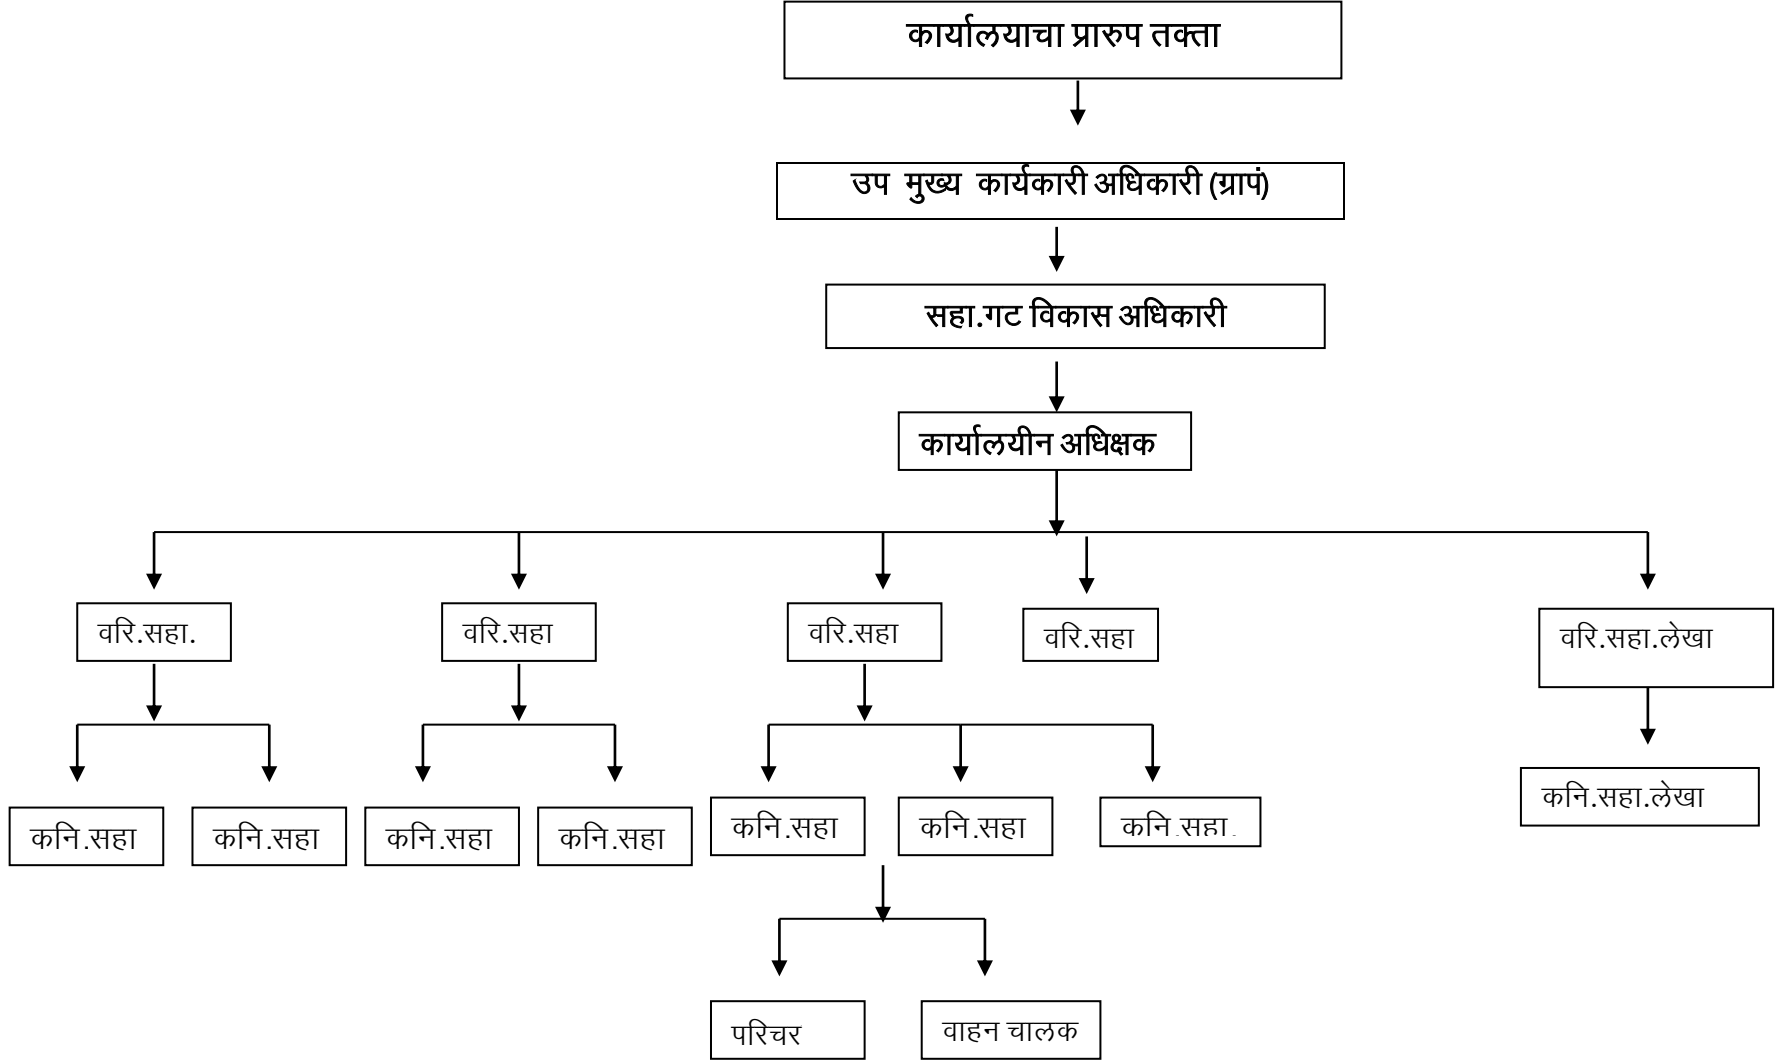 कार्यालयाचा प्रारुप तक्ता
उप मुख्य कार्यकारी अधिकारी (ग्रापं)
सहा.गट विकास अधिकारी
कार्यालयीन अधिक्षक
वरि.सहा.
वरि.सहा
वरि.सहा
वरि.सहा
वरि.सहा.लेखा
कनि.सहा
कनि.सहा
कनि.सहा
कनि.सहा
कनि.सहा
कनि.सहा
कनि.सहा.
कनि.सहा.लेखा
परिचर
वाहन चालक